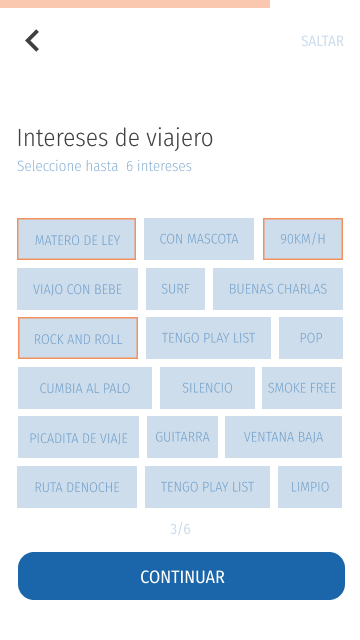 SALTAR
Intereses de viajero
Seleccione hasta 6 intereses
MATERO DE LEY CON MASCOTA 90KM/H
VIAJO CON BEBE SURF BUENAS CHARLAS
ROCK AND ROLL TENGO PLAY LIST POP
CUMBIA AL PALO SILENCIO SMOKE FREE
PICADITA DE VIAJE GUITARRA VENTANA BAJA
RUTA DENOCHE TENGO PLAY LIST LIMPIO
3/6
CONTINUAR